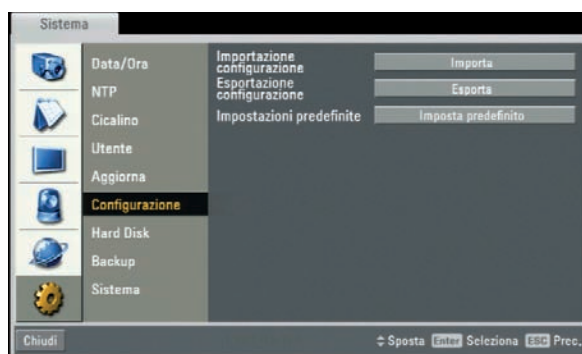 Sistema
Data/Ora
NTP
Cicalino
Utente
Aggiorna
Configurazione
Hard Disk
Backup
Sistema
Importazione
configurazione
Importa
Esportazione
configurazione
Esporta
Impostazioni predefinite
Imposta predefinito
Chiudi
Sposta Enter Seleziona ESC Prec.